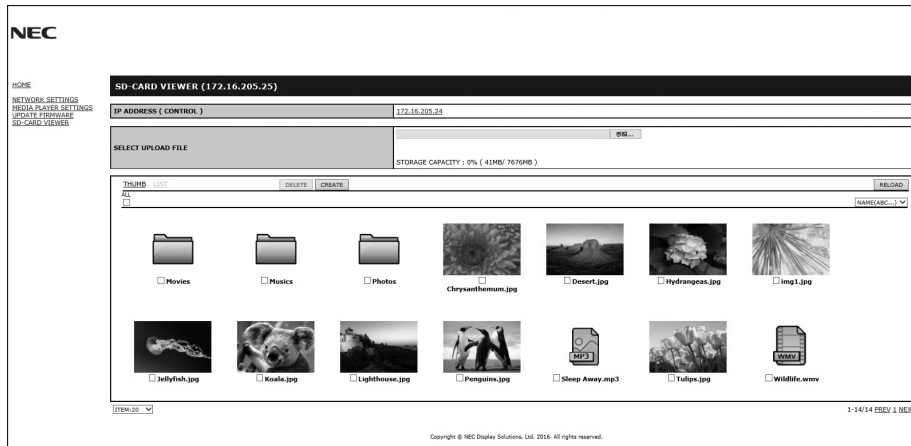 NEC
HOME
NETWORK SETTINGS
MEDIA PLAYER SETTINGS
UPDATE FIRMWARE
SD-CARD VIEWER
SD-CARD VIEWER (172.16.205.25)
IP ADDRESS ( CONTROL )
172.16.205.24
SELECT UPLOAD FILE
STORAGE CAPACITY : 0% ( 41MB/ 7676MB )
THUMB LIST DELETE CREATE RELOAD
ALL
NAME(ABC...)
Movies Musics Photos Chrysanthemum.jpg Desert.jpg Hydrangeas.jpg img1.jpg
MP3 WMV
Jellyfish.jpg Koala.jpg Lighthouse.jpg Penguins.jpg Sleep Away.mp3 Tulips.jpg Wildlife.wmv
ITEM:20
1-14/14 PREV 1 NEX
Copyright © NEC Display Solutions, Ltd. 2016. All rights reserved.